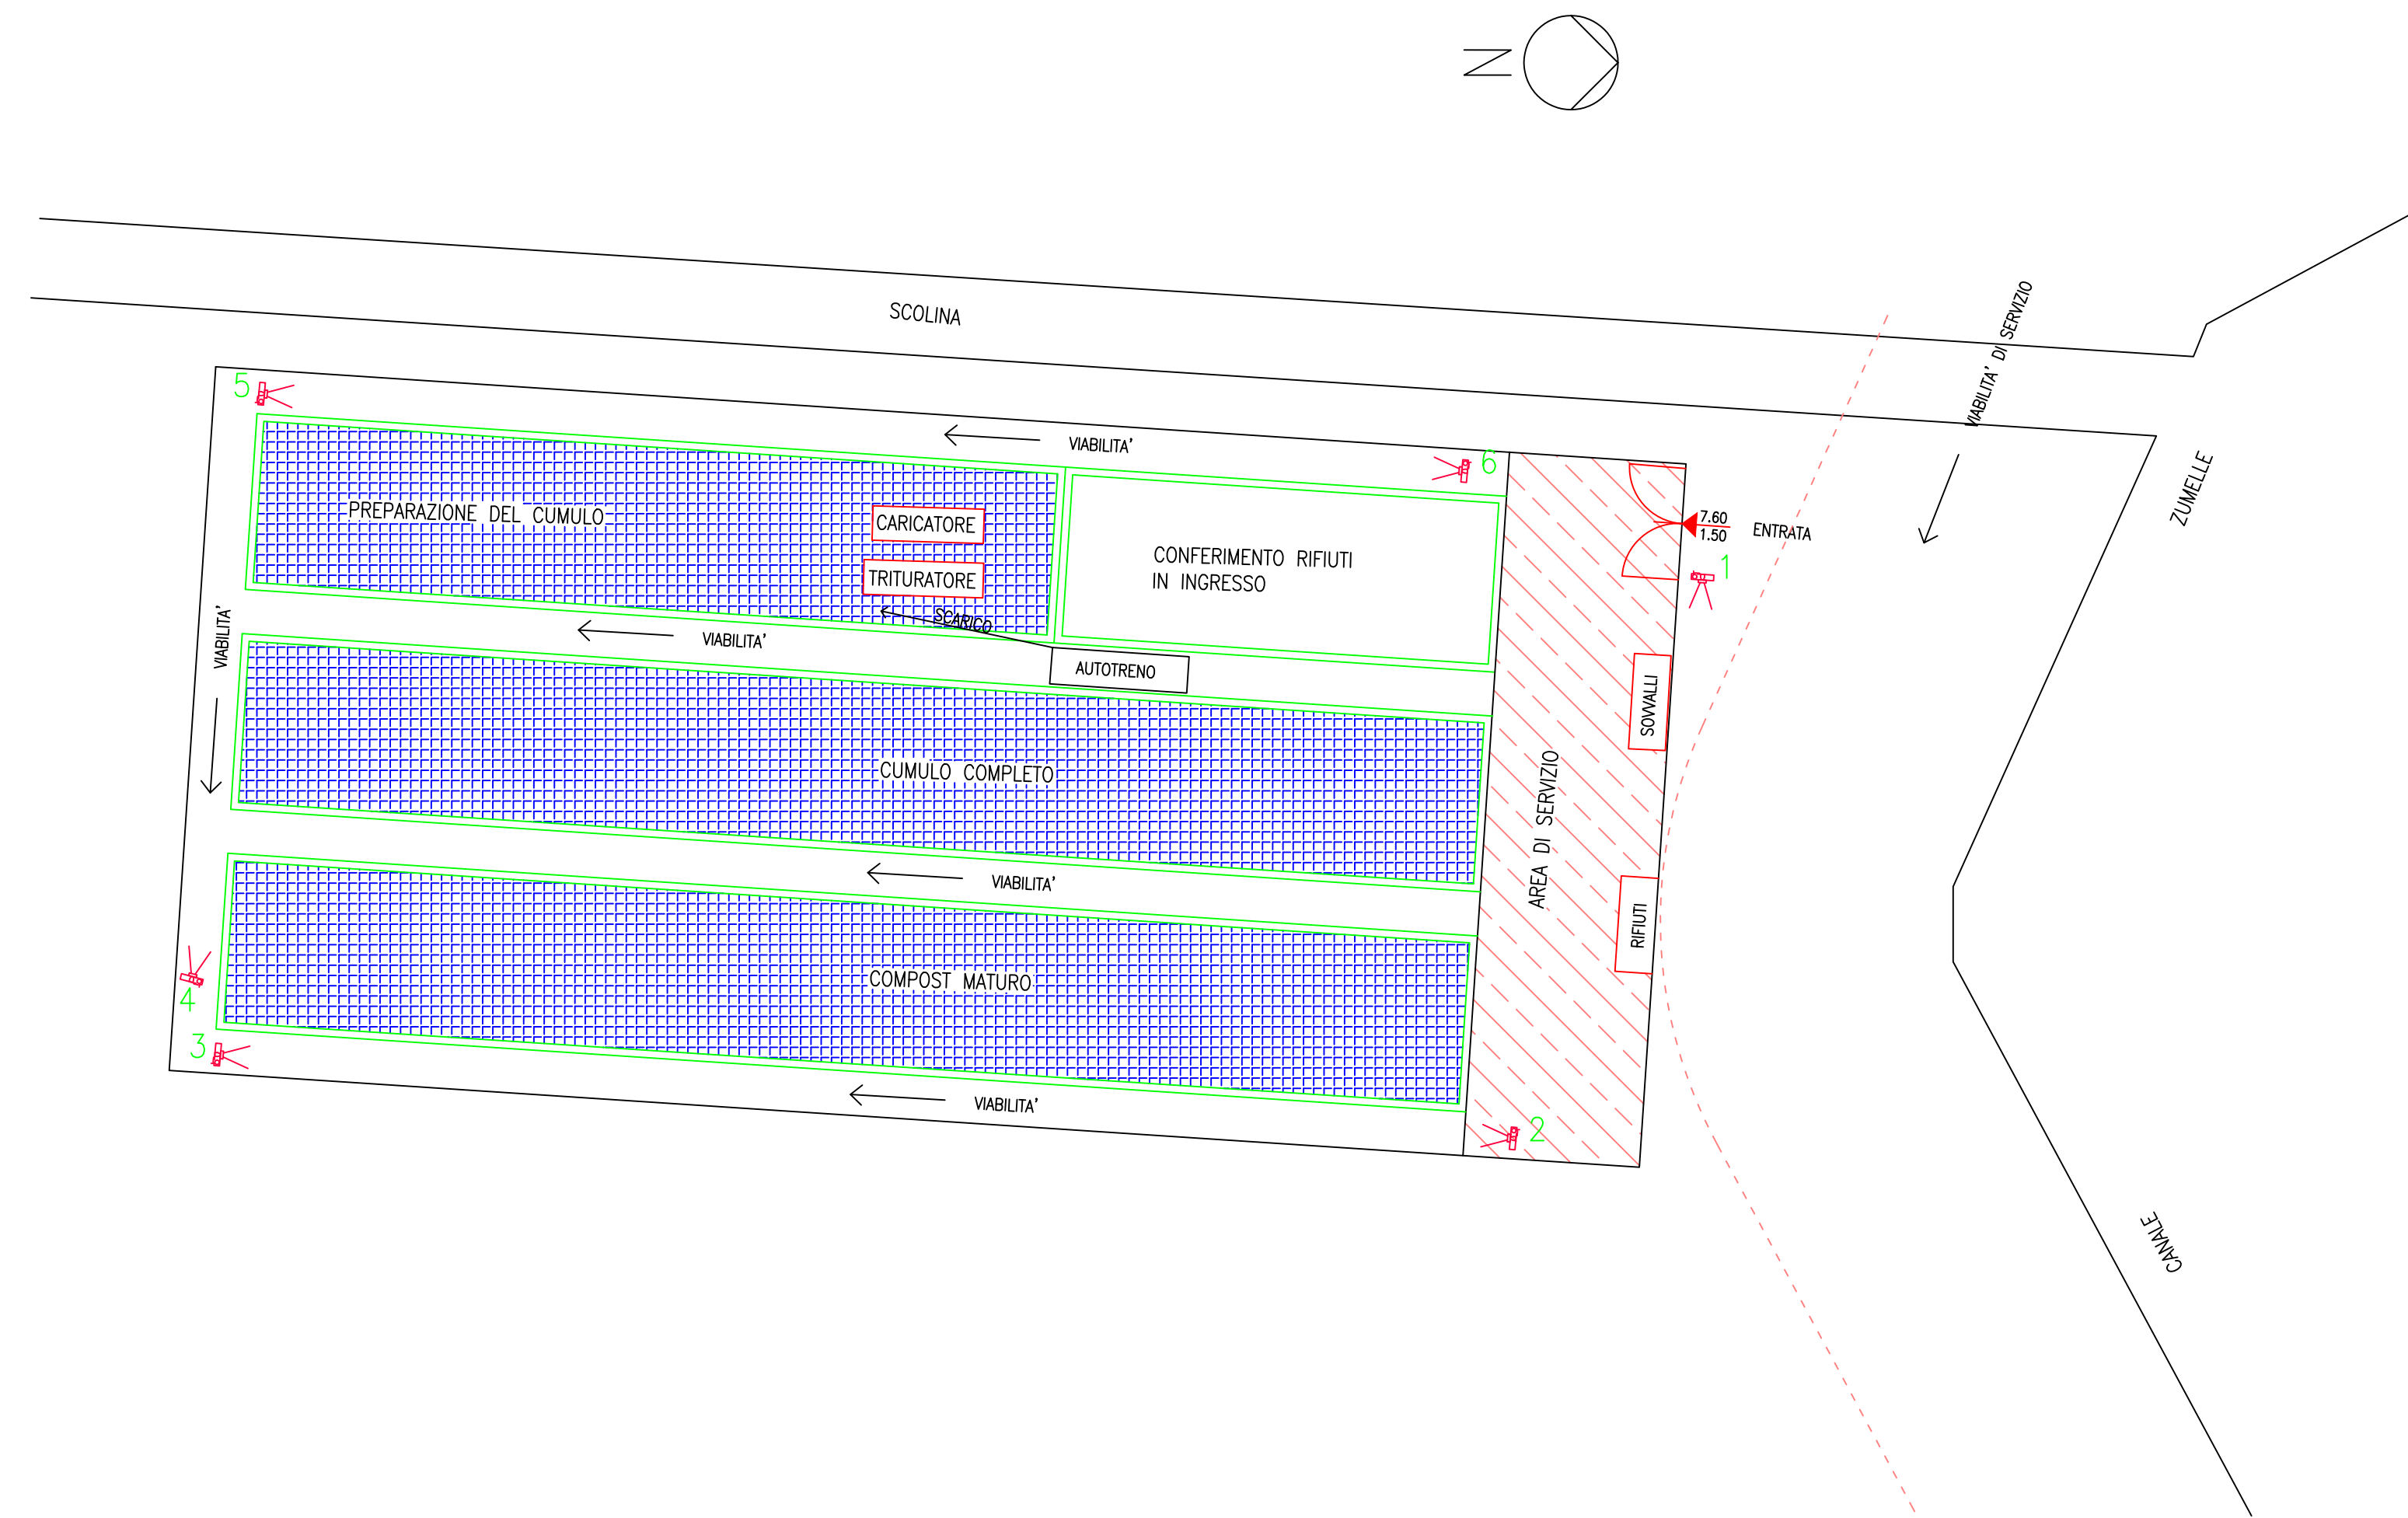 N
SCOLINA
VIABILITA' DI SERVIZIO
ZUMELLE
5
VIABILITA'
6
7.60
1.50
ENTRATA
1
PREPARAZIONE DEL CUMULO
CARICATORE
TRITURATORE
CONFERIMENTO RIFIUTI
IN INGRESSO
SCARICO
VIABILITA'
VIABILITA'
AUTOTRENO
SOVVALLI
CUMULO COMPLETO
AREA DI SERVIZIO
VIABILITA'
RIFIUTI
COMPOST MATURO
4
3
VIABILITA'
2
CANALE